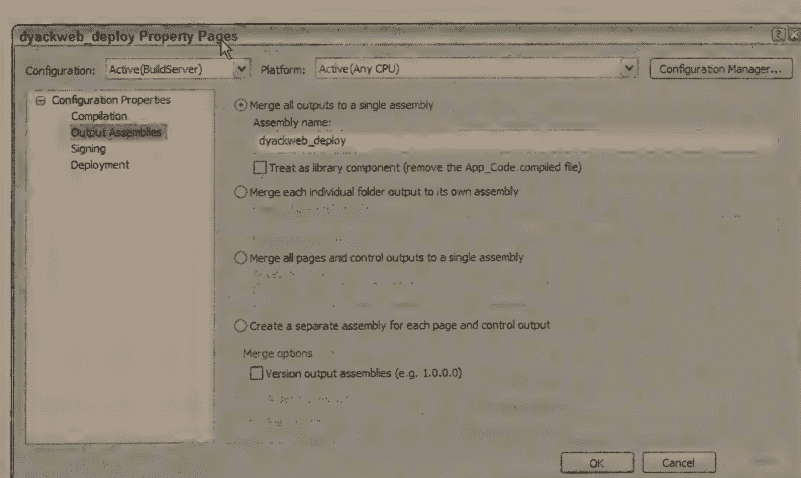 dyackweb_deploy Property Pages
Configuration: Active(BuildServer) Platform: Active(Any CPU) Configuration Manager...
Configuration Properties
Compilation
Output Assemblies
Signing
Deployment
Merge all outputs to a single assembly
Assembly name:
dyackweb_deploy
Treat as library component (remove the App_Code compiled file)
Merge each individual folder output to its own assembly
Merge all pages and control outputs to a single assembly
Create a separate assembly for each page and control output
Merge options
Version output assemblies (e.g. 1.0.0.0)
OK Cancel